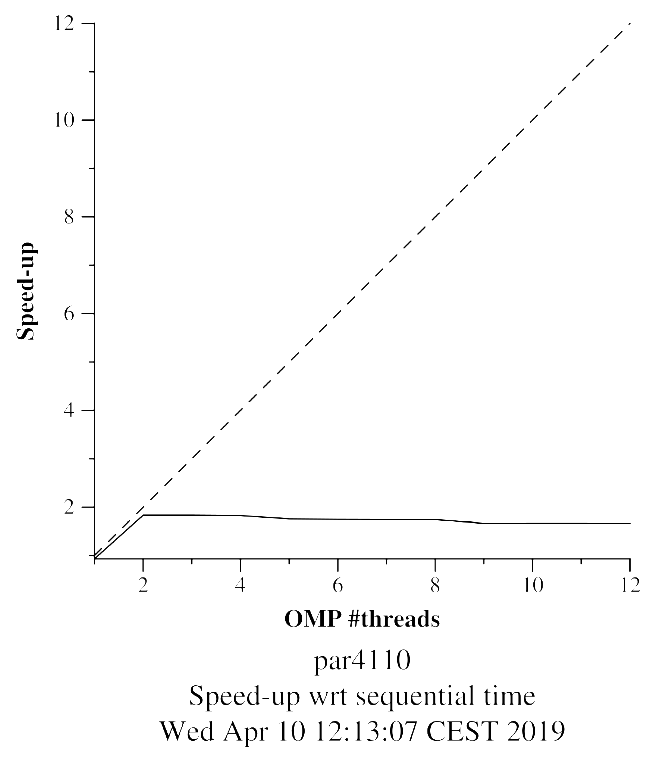 12
10
8
6
4
2
Speed-up
2 4 6 8 10 12
OMP #threads
par4110
Speed-up wrt sequential time
Wed Apr 10 12:13:07 CEST 2019